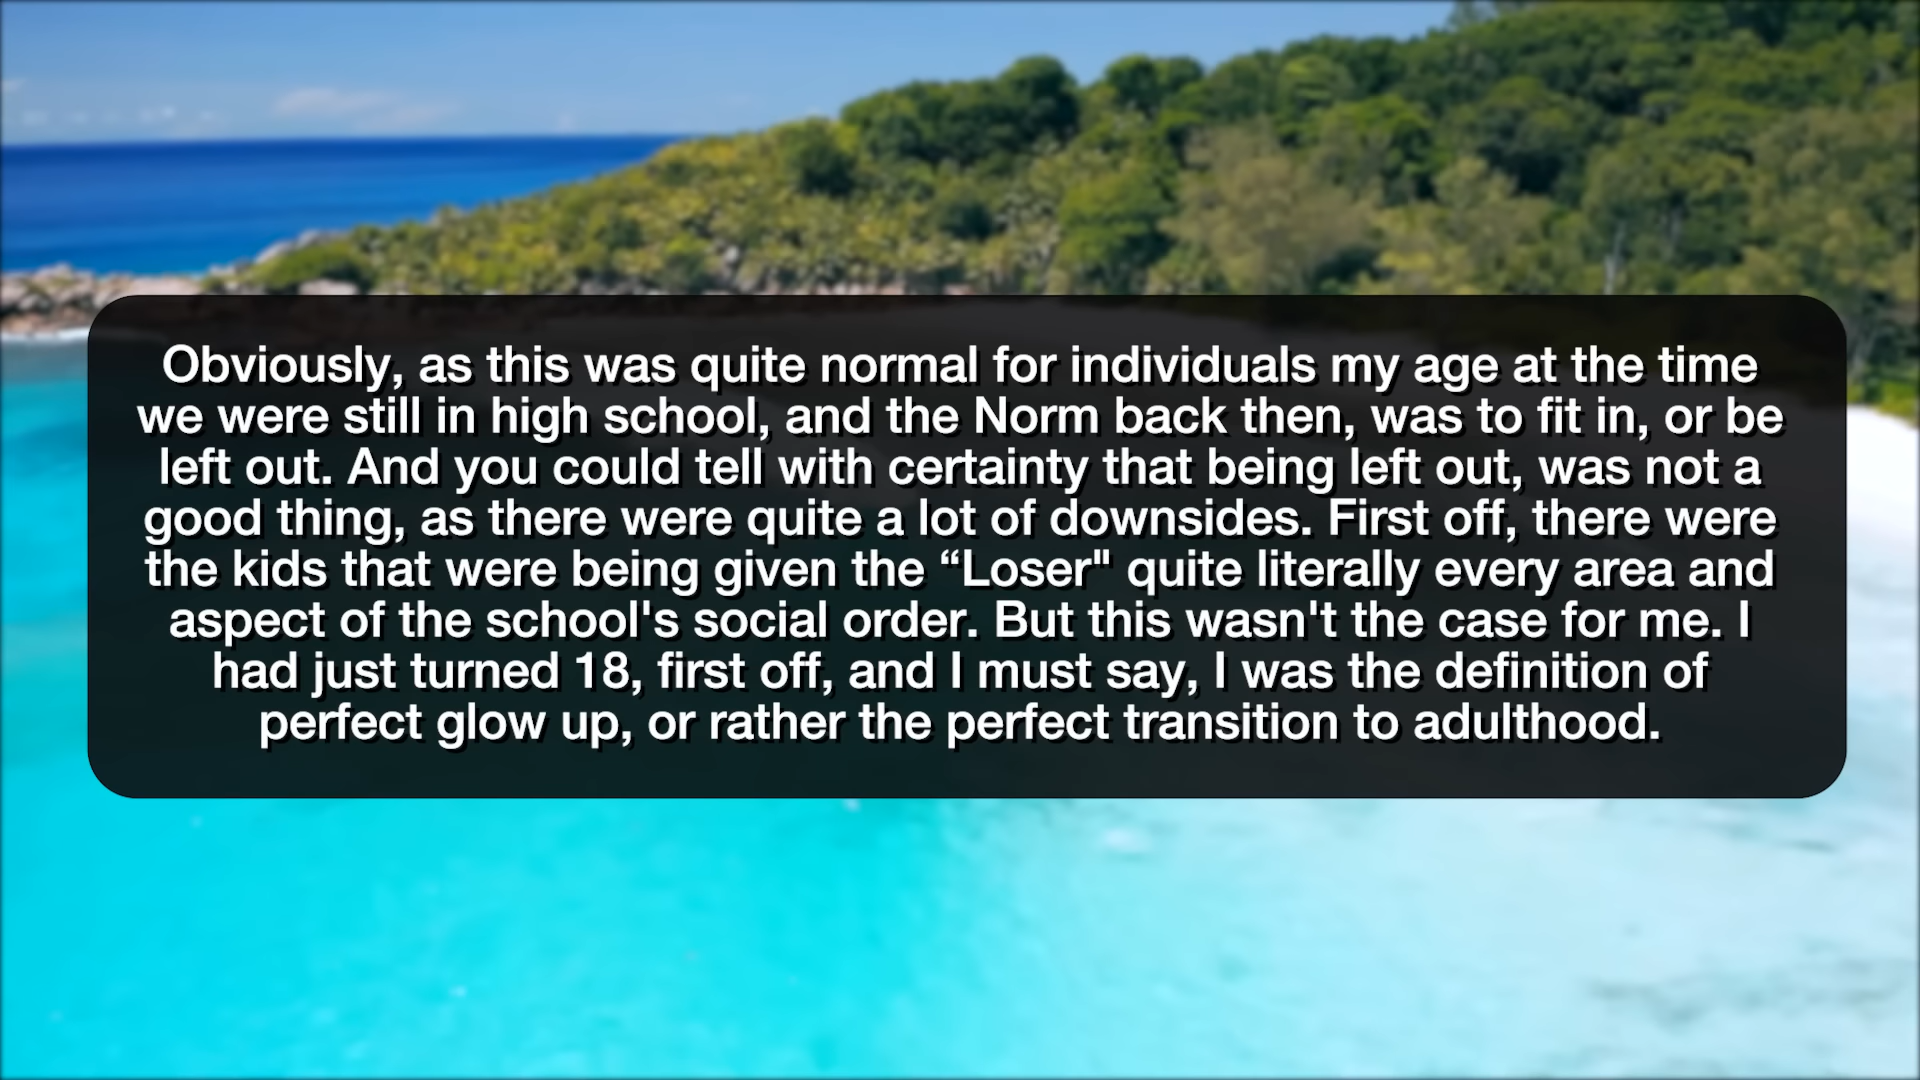 Obviously, as this was quite normal for individuals my age at the time
we were still in high school, and the Norm back then, was to fit in, or be
left out. And you could tell with certainty that being left out, was not a
good thing, as there were quite a lot of downsides. First off, there were
the kids that were being given the “Loser" quite literally every area and
aspect of the school's social order. But this wasn't the case for me. I
had just turned 18, first off, and I must say, I was the definition of
perfect glow up, or rather the perfect transition to adulthood.